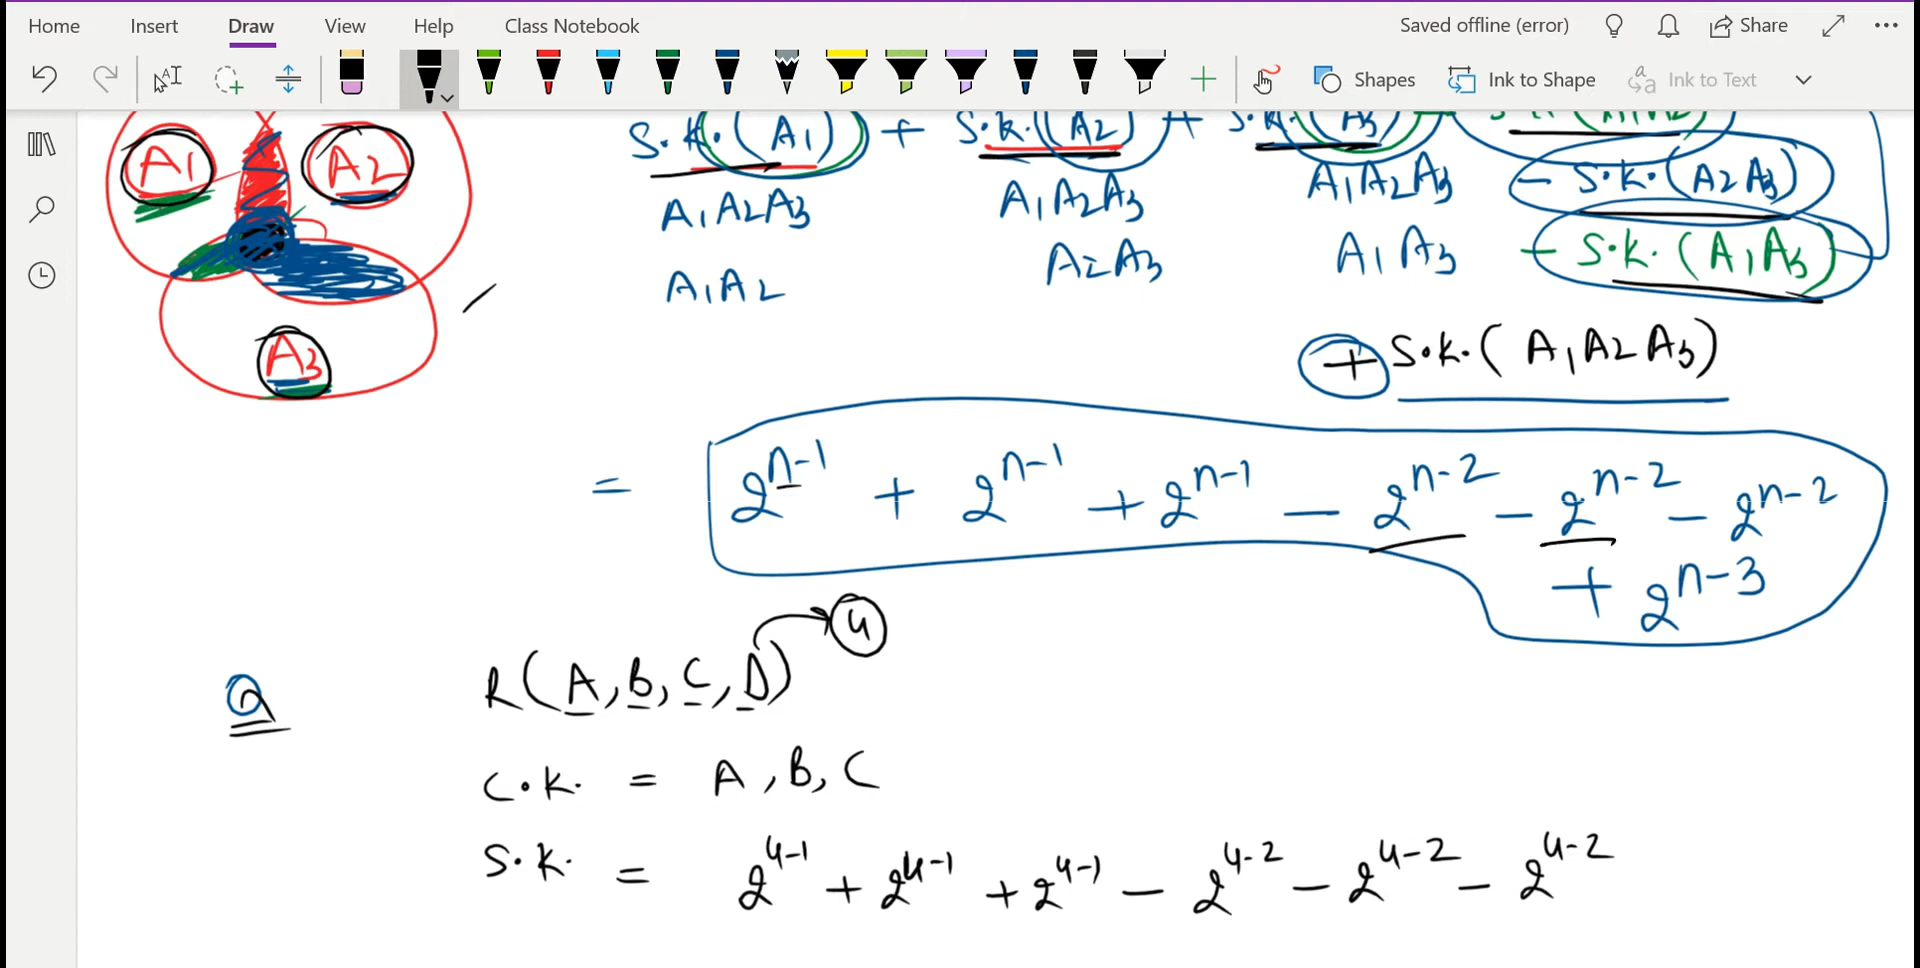 Home Insert Draw View Help Class Notebook Saved offline (error) Share
Shapes Ink to Shape Ink to Text
A1 A2 A3
S.K. (A1) + S.K. (A2) + S.K. (A3)
A1A2A3 A1A2A3 A1A2A3 - S.K. (A2A3)
A1A2 A2A3 A1A3 - S.K. (A1A3)
+ S.K. (A1A2A3)
= 2^{n-1} + 2^{n-1} + 2^{n-1} - 2^{n-2} - 2^{n-2} - 2^{n-2}
+ 2^{n-3}
4
Q R(A, B, C, D)
C.K. = A, B, C
S.K. = 2^{4-1} + 2^{4-1} + 2^{4-1} - 2^{4-2} - 2^{4-2} - 2^{4-2}